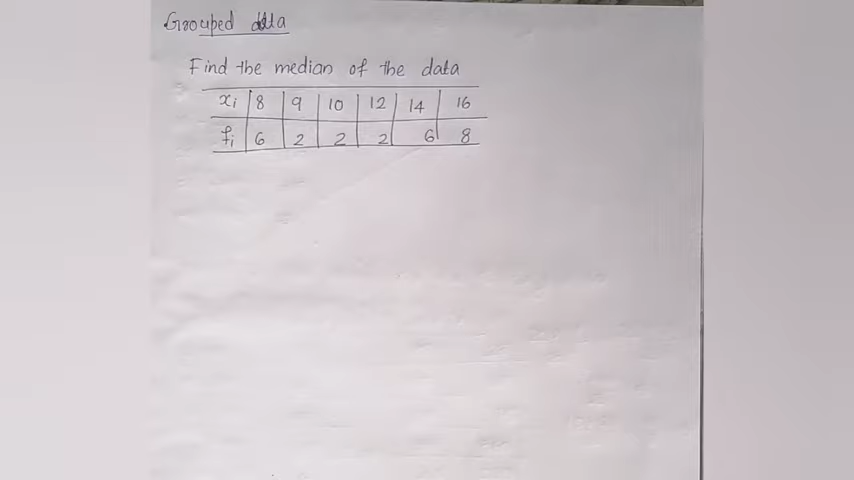 Grouped data
Find the median of the data
xi 8 9 10 12 14 16
fi 6 2 2 2 6 8